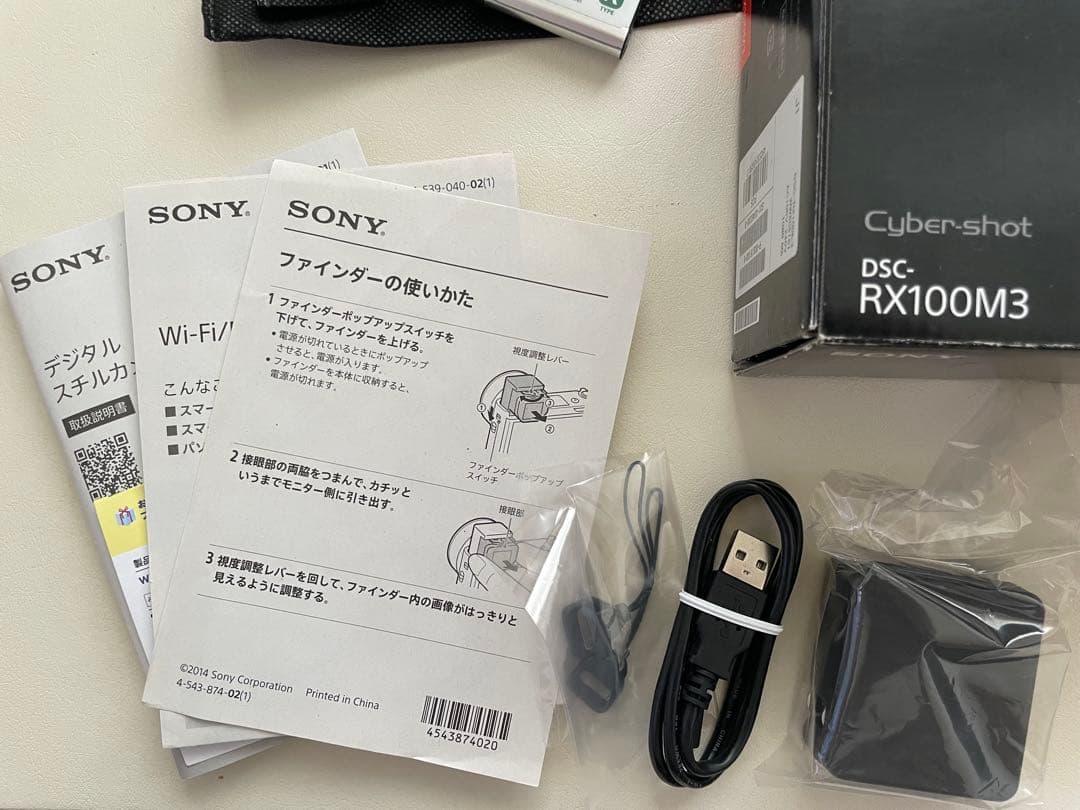 TYPE
Cyber-shot
DSC-
RX100M3
SONY
SONY
デジタル
スチルカ
取扱説明書
(1)
SONY
Wi-Fi/
こんな
■スマー
■スマ
■パソ
539-040-02(1)
SONY
ファインダーの使いかた
1 ファインダーポップアップスイッチを
下げて、ファインダーを上げる。
• 電源が切れているときにポップアップ
させると、電源が入ります。
• ファインダーを本体に収納すると、
電源が切れます。
視度調整レバー
①
②
③
ファインダーポップアップ
スイッチ
2 接眼部の両脇をつまんで、カチッと
いうまでモニター側に引き出す。
接眼部
3 視度調整レバーを回して、ファインダー内の画像がはっきりと
見えるように調整する。
©2014 Sony Corporation Printed in China
4-543-874-02(1)
4543874020